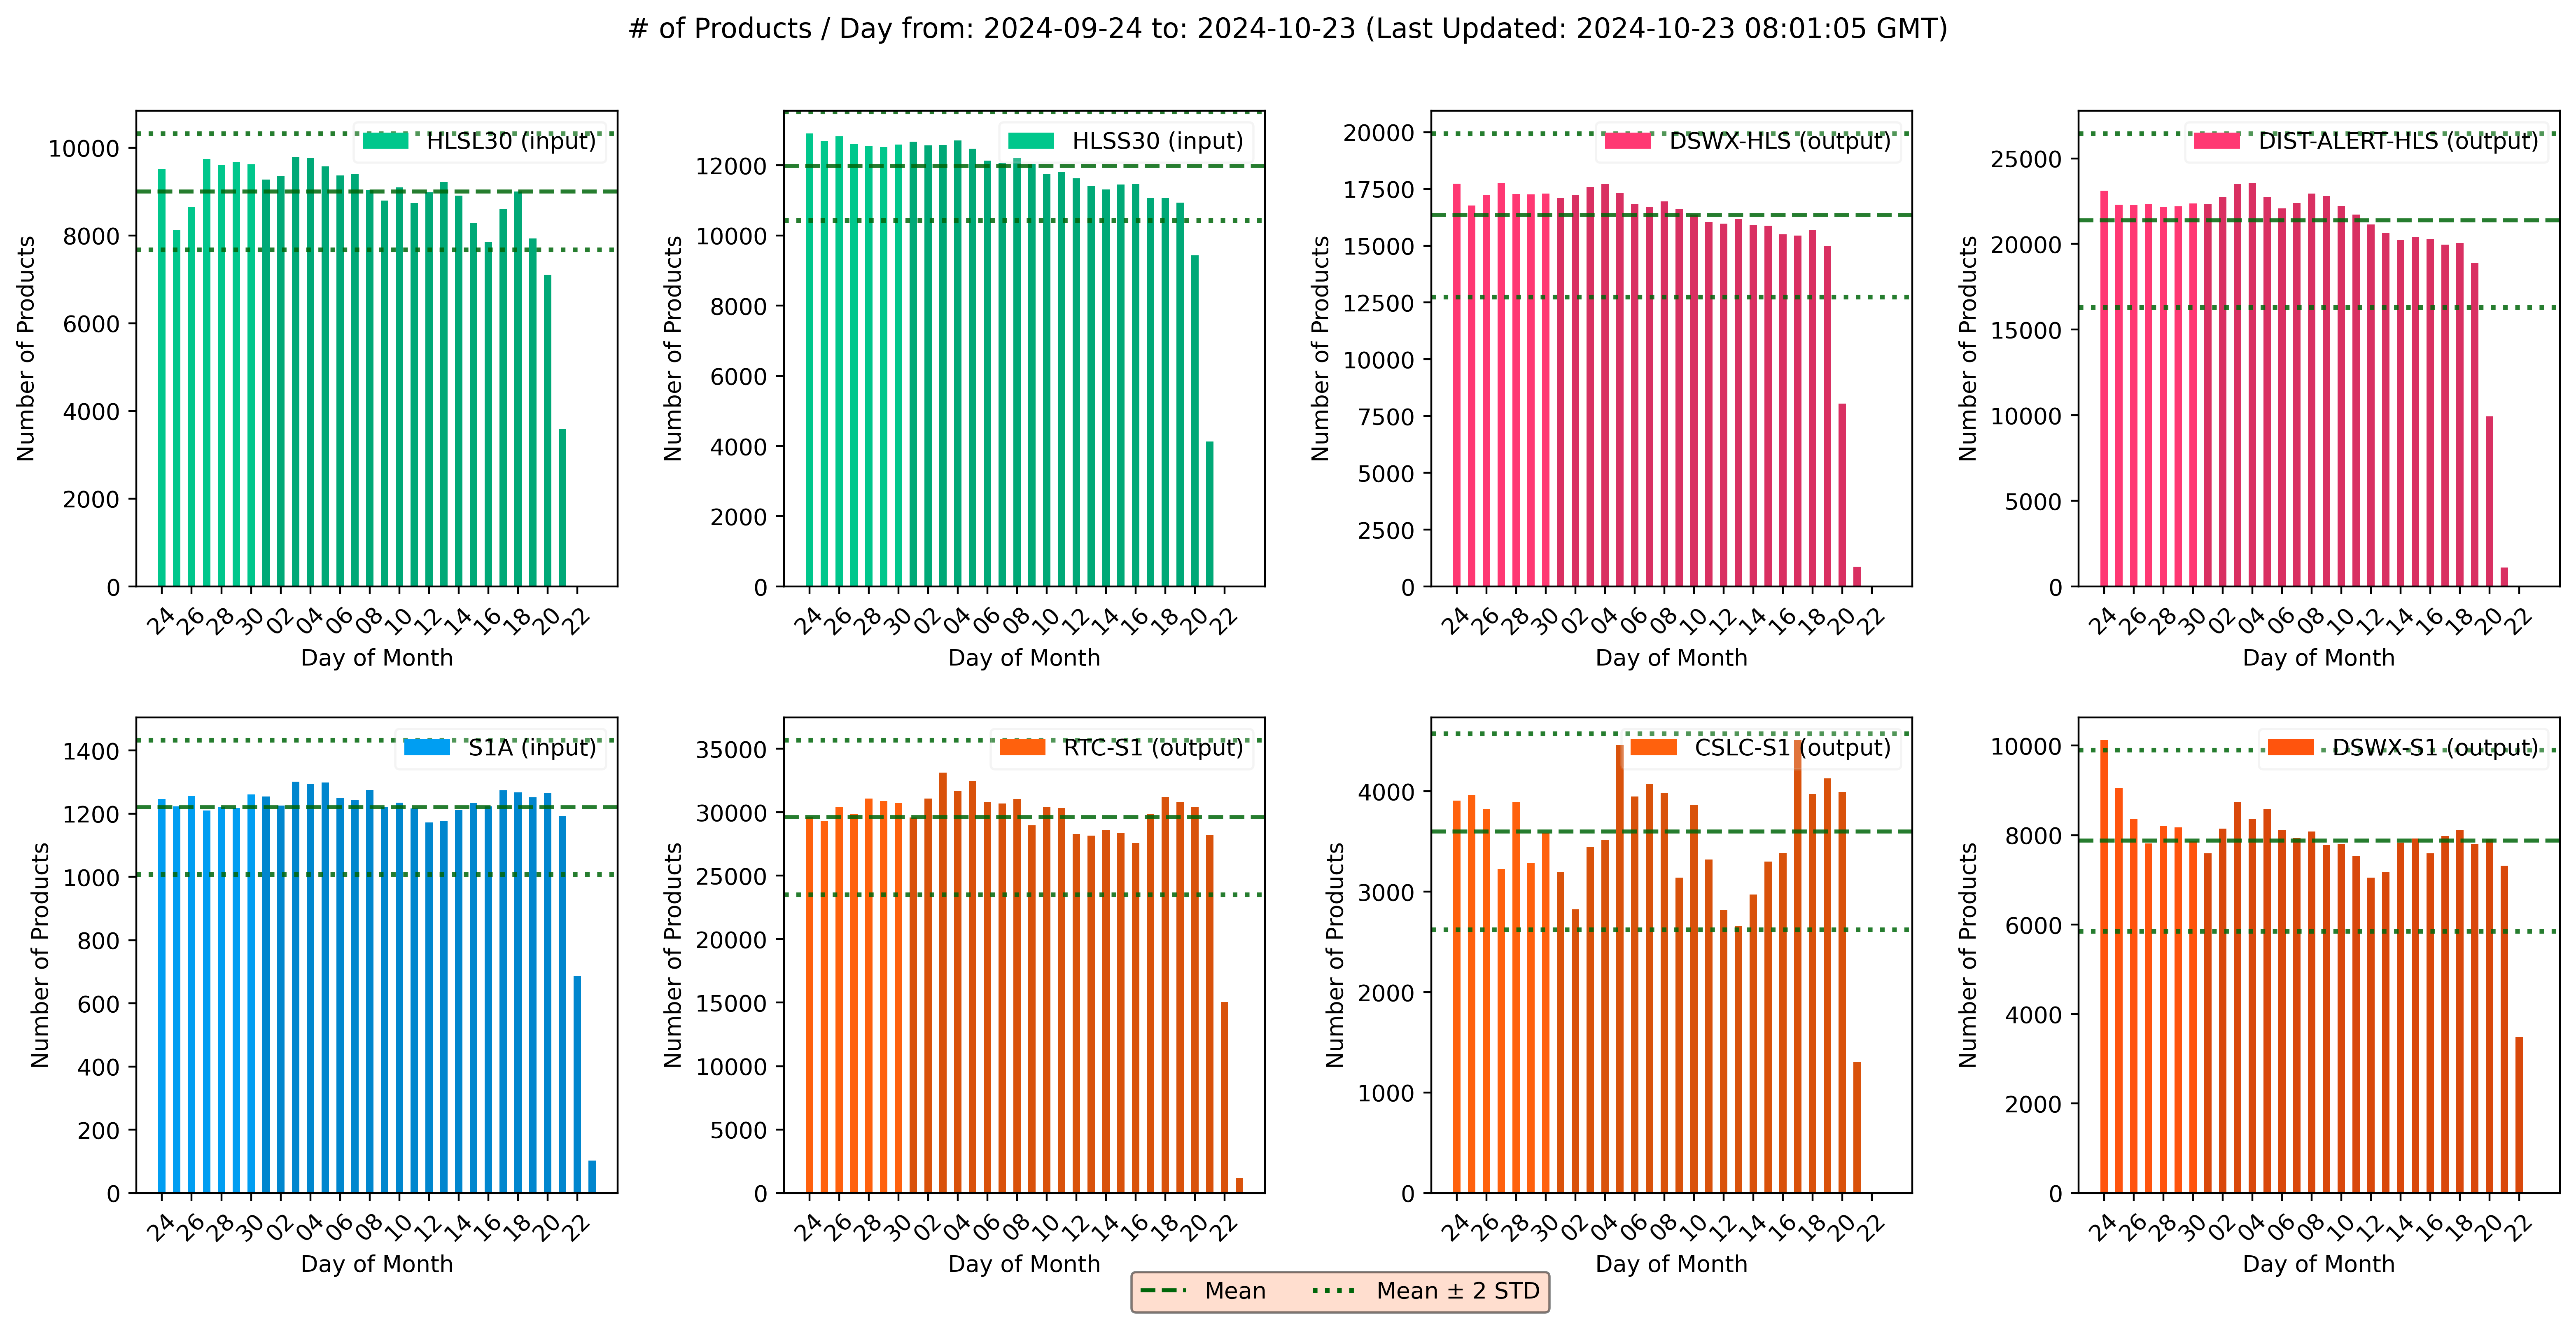 # of Products / Day from: 2024-09-24 to: 2024-10-23 (Last Updated: 2024-10-23 08:01:05 GMT)
HLSL30 (input)
Number of Products
10000
8000
6000
4000
2000
0
24 26 28 30 02 04 06 08 10 12 14 16 18 20 22
Day of Month
HLSS30 (input)
Number of Products
12000
10000
8000
6000
4000
2000
0
24 26 28 30 02 04 06 08 10 12 14 16 18 20 22
Day of Month
DSWX-HLS (output)
Number of Products
20000
17500
15000
12500
10000
7500
5000
2500
0
24 26 28 30 02 04 06 08 10 12 14 16 18 20 22
Day of Month
DIST-ALERT-HLS (output)
Number of Products
25000
20000
15000
10000
5000
0
24 26 28 30 02 04 06 08 10 12 14 16 18 20 22
Day of Month
S1A (input)
Number of Products
1400
1200
1000
800
600
400
200
0
24 26 28 30 02 04 06 08 10 12 14 16 18 20 22
Day of Month
RTC-S1 (output)
Number of Products
35000
30000
25000
20000
15000
10000
5000
0
24 26 28 30 02 04 06 08 10 12 14 16 18 20 22
Day of Month
CSLC-S1 (output)
Number of Products
4000
3000
2000
1000
0
24 26 28 30 02 04 06 08 10 12 14 16 18 20 22
Day of Month
DSWX-S1 (output)
Number of Products
10000
8000
6000
4000
2000
0
24 26 28 30 02 04 06 08 10 12 14 16 18 20 22
Day of Month
Mean Mean ± 2 STD